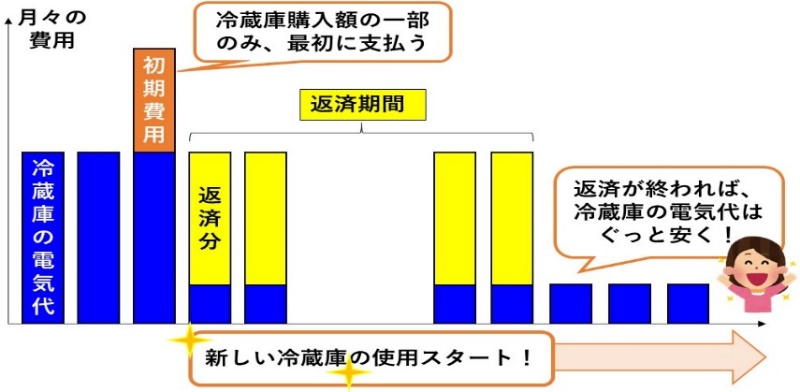 月々の
費用
冷蔵庫購入額の一部
のみ、最初に支払う
初期費用
返済期間
冷蔵庫の電気代
返済分
返済が終われば、
冷蔵庫の電気代は
ぐっと安く！
新しい冷蔵庫の使用スタート！